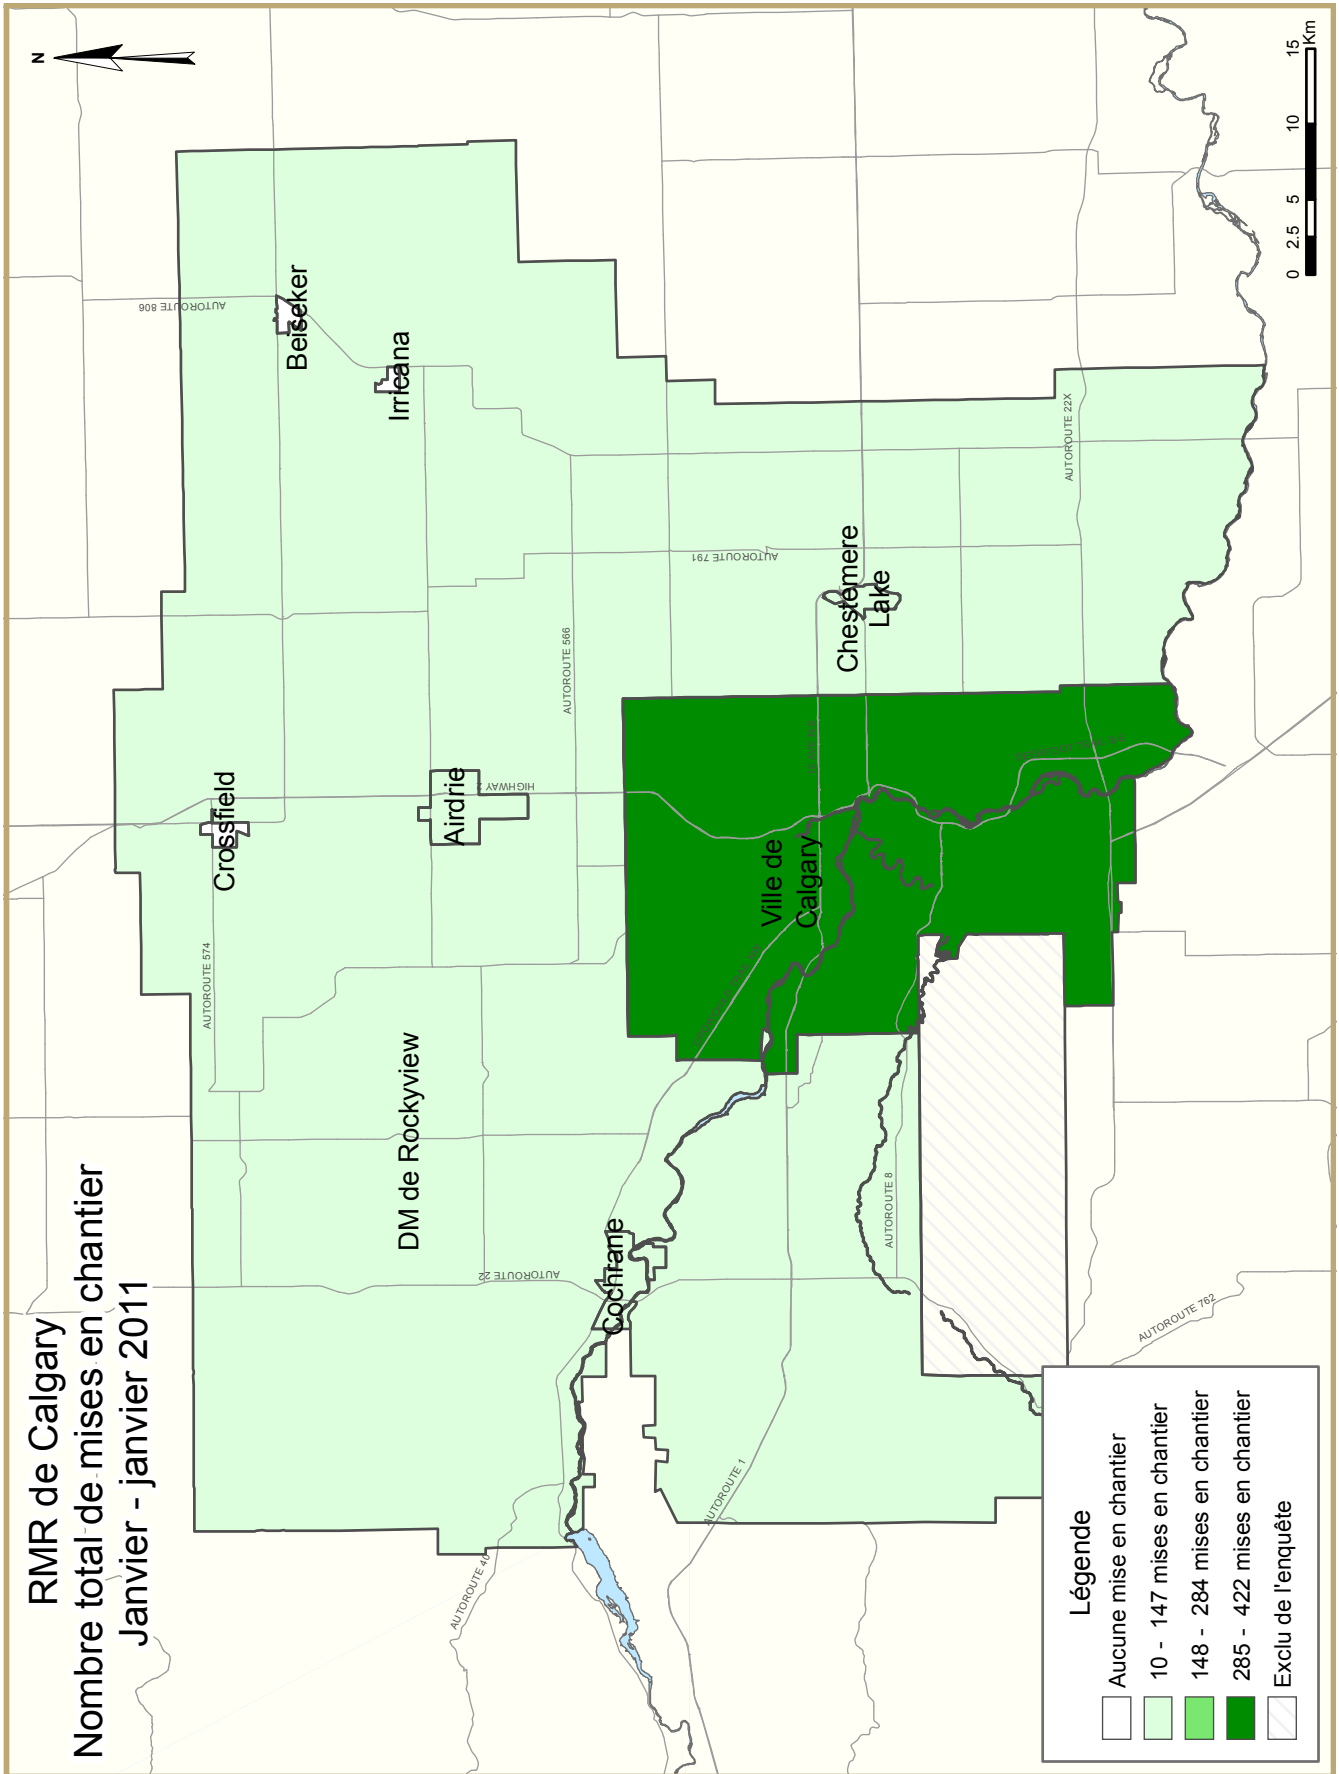 RMR de Calgary
Nombre total de mises en chantier
Janvier - janvier 2011
N
AUTOROUTE 574
Crossfield
AUTOROUTE 806
Beiseker
Irricana
DM de Rockyview
Airdrie
HIGHWAY 2
AUTOROUTE 566
AUTOROUTE 22
Cochrane
AUTOROUTE 40
AUTOROUTE 791
AUTOROUTE 1
Ville de
Calgary
Chestermere
Lake
AUTOROUTE 8
AUTOROUTE 22X
AUTOROUTE 762
Légende
Aucune mise en chantier
10 - 147 mises en chantier
148 - 284 mises en chantier
285 - 422 mises en chantier
Exclu de l'enquête
0 2.5 5 10 15
Km